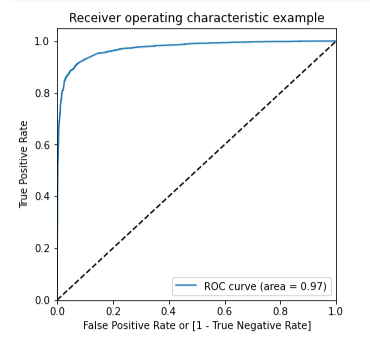 Receiver operating characteristic example
1.0
0.8
0.6
0.4
0.2
0.0
True Positive Rate
ROC curve (area = 0.97)
0.0 0.2 0.4 0.6 0.8 1.0
False Positive Rate or [1 - True Negative Rate]